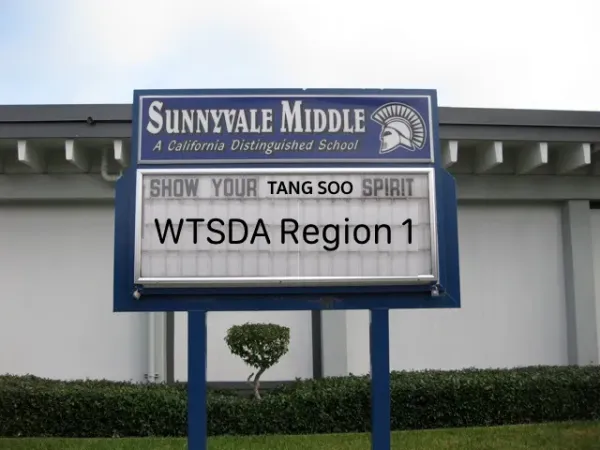 SUNNYVALE MIDDLE
A California Distinguished School
SHOW YOUR TANG SOO SPIRIT
WTSDA Region 1